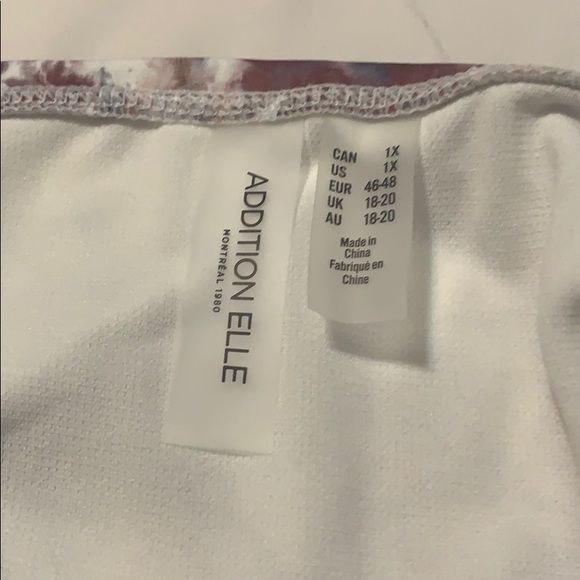 ADDITION ELLE
MONTRÉAL 1980
CAN 1X
US 1X
EUR 46-48
UK 18-20
AU 18-20
Made in
China
Fabriqué en
Chine